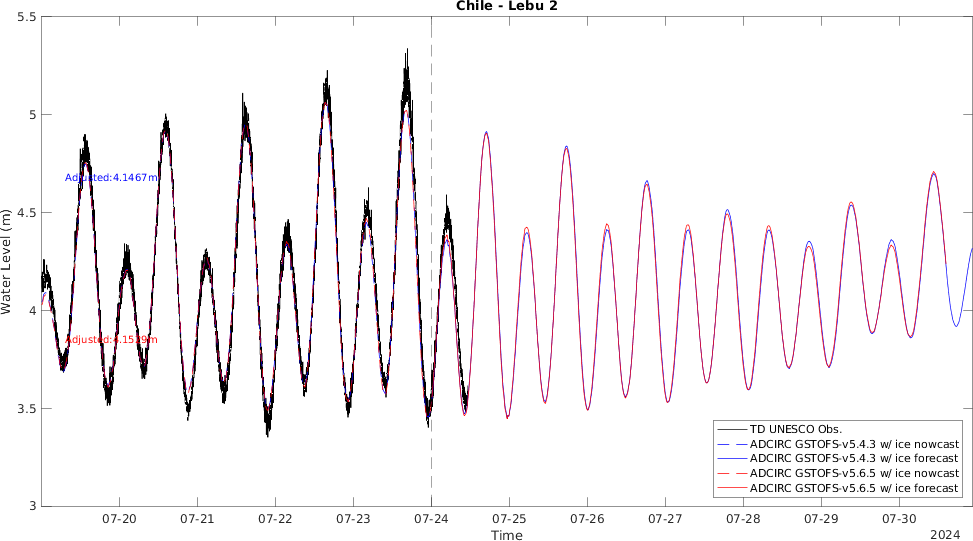 Chile - Lebu 2
5.5
5
4.5
4
3.5
3
Water Level (m)
Adjusted:4.1467m
Adjusted:4.1529m
TD UNESCO Obs.
ADCIRC GSTOFS-v5.4.3 w/ ice nowcast
ADCIRC GSTOFS-v5.4.3 w/ ice forecast
ADCIRC GSTOFS-v5.6.5 w/ ice nowcast
ADCIRC GSTOFS-v5.6.5 w/ ice forecast
07-20 07-21 07-22 07-23 07-24 07-25 07-26 07-27 07-28 07-29 07-30
Time
2024